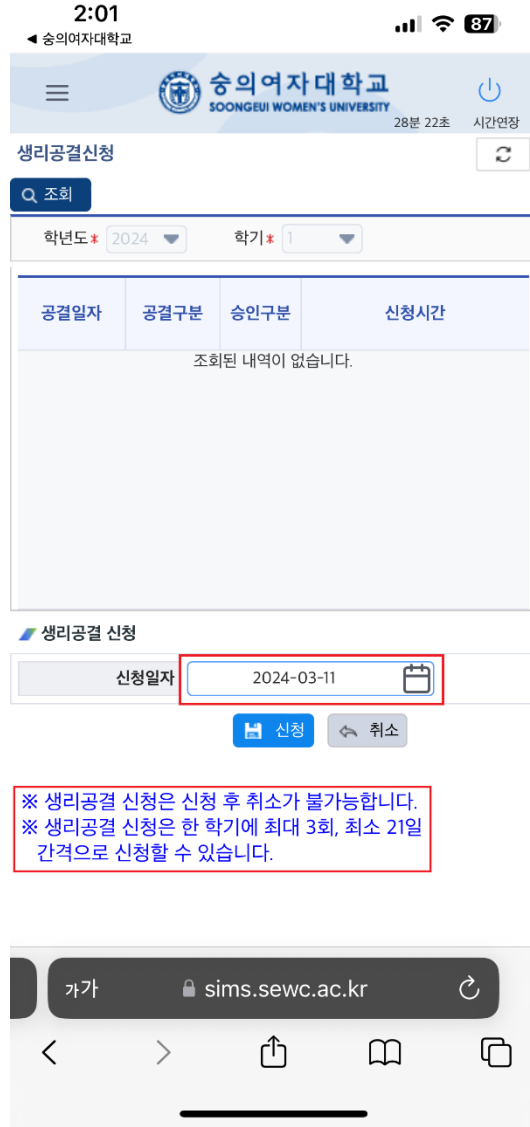 2:01
87
◀ 숭의여자대학교
숭의여자대학교
SOONGEUI WOMEN'S UNIVERSITY
28분 22초 시간연장
생리공결신청
조회
학년도* 2024 학기* 1
공결일자 공결구분 승인구분 신청시간
조회된 내역이 없습니다.
생리공결 신청
신청일자 2024-03-11
신청 취소
※ 생리공결 신청은 신청 후 취소가 불가능합니다.
※ 생리공결 신청은 한 학기에 최대 3회, 최소 21일
간격으로 신청할 수 있습니다.
가가 sims.sewc.ac.kr